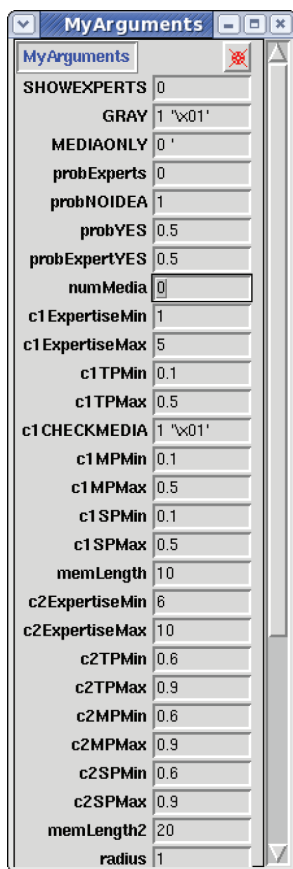 MyArguments
MyArguments
SHOWEXPERTS 0
GRAY 1 '\x01'
MEDIAONLY 0 '
probExperts 0
probNOIDEA 1
probYES 0.5
probExpertYES 0.5
numMedia 0
c1ExpertiseMin 1
c1ExpertiseMax 5
c1TPMin 0.1
c1TPMax 0.5
c1CHECKMEDIA 1 '\x01'
c1MPMin 0.1
c1MPMax 0.5
c1SPMin 0.1
c1SPMax 0.5
memLength 10
c2ExpertiseMin 6
c2ExpertiseMax 10
c2TPMin 0.6
c2TPMax 0.9
c2MPMin 0.6
c2MPMax 0.9
c2SPMin 0.6
c2SPMax 0.9
memLength2 20
radius 1